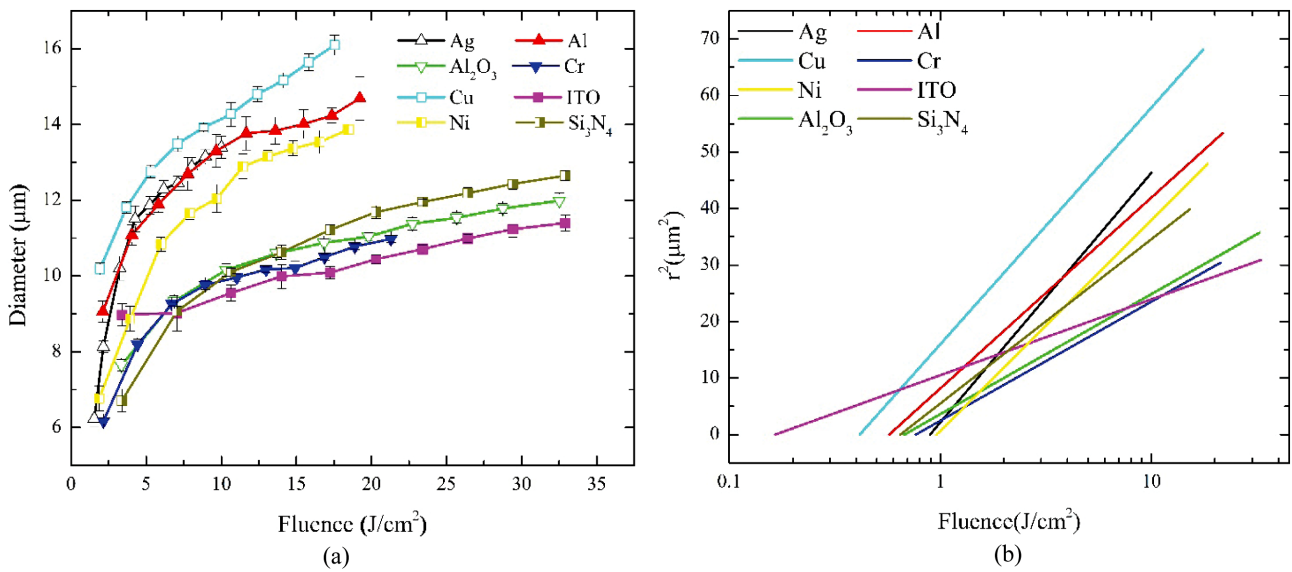 16
14
12
10
8
6
Diameter (μm)
Ag
Al
Al₂O₃
Cr
Cu
ITO
Ni
Si₃N₄
0 5 10 15 20 25 30 35
Fluence (J/cm²)
(a)
70
60
50
40
30
20
10
0
r²(μm²)
Ag
Al
Cu
Cr
Ni
ITO
Al₂O₃
Si₃N₄
0.1 1 10
Fluence(J/cm²)
(b)